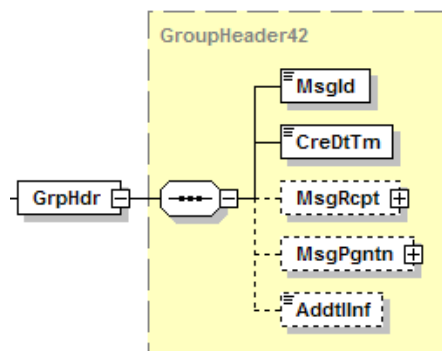 GroupHeader42
MsgId
CreDtTm
GrpHdr
MsgRcpt
MsgPgntn
AddtlInf